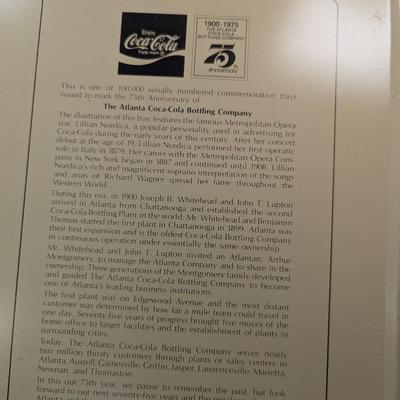 Enjoy
Coca-Cola
Trade-mark ®
1900-1975
THE ATLANTA
COCA-COLA
BOTTLING COMPANY
75th
Anniversary
This is one of 100,000 serially numbered commemorative trays
issued to mark the 75th Anniversary of
The Atlanta Coca-Cola Bottling Company
The illustration of this tray features the famous Metropolitan Opera
star, Lillian Nordica, a popular personality used in advertising for
Coca-Cola during the early years of this century. After her concert
debut at the age of 19, Lillian Nordica performed her first operatic
role in Italy in 1879. Her career with the Metropolitan Opera Com-
pany in New York began in 1887 and continued until 1908. Lillian
Nordica's rich and magnificent soprano interpretation of the songs
and arias of Richard Wagner spread her fame throughout the
Western World.
During this era, in 1900 Joseph B. Whitehead and John T. Lupton
arrived in Atlanta from Chattanooga and established the second
Coca-Cola Bottling Plant in the world. Mr. Whitehead and Benjamin
Thomas started the first plant in Chattanooga in 1899. Atlanta was
their first expansion and is the oldest Coca-Cola Bottling Company
in continuous operation under essentially the same ownership.
Mr. Whitehead and John T. Lupton invited an Atlantan, Arthur
Montgomery, to manage the Atlanta Company and to share in the
ownership. Three generations of the Montgomery family developed
and guided The Atlanta Coca-Cola Bottling Company to become
one of Atlanta's leading business institutions.
The first plant was on Edgewood Avenue and the most distant
customer was determined by how far a mule team could travel in
one day. Seventy-five years of progress brought five moves of the
home office to larger facilities and the establishment of plants in
surrounding cities.
Today, The Atlanta Coca-Cola Bottling Company serves nearly
two million thirsty customers through plants or sales centers in
Atlanta, Austell, Gainesville, Griffin, Jasper, Lawrenceville, Marietta,
Newnan, and Thomaston.
In this our 75th year, we pause to remember the past, but look
forward to our next seventy-five years and the